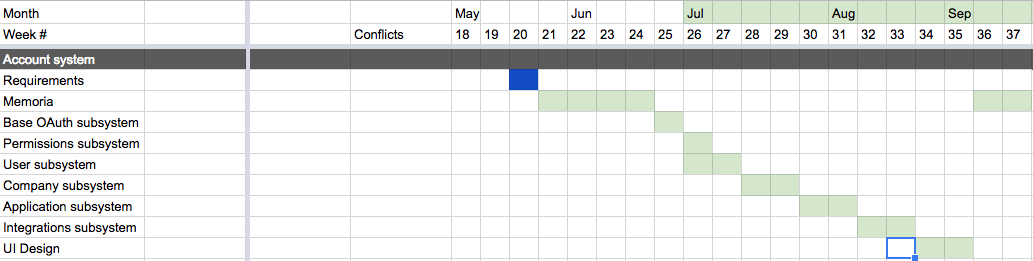 Month May Jun Jul Aug Sep
Week # Conflicts 18 19 20 21 22 23 24 25 26 27 28 29 30 31 32 33 34 35 36 37
Account system
Requirements
Memoria
Base OAuth subsystem
Permissions subsystem
User subsystem
Company subsystem
Application subsystem
Integrations subsystem
UI Design